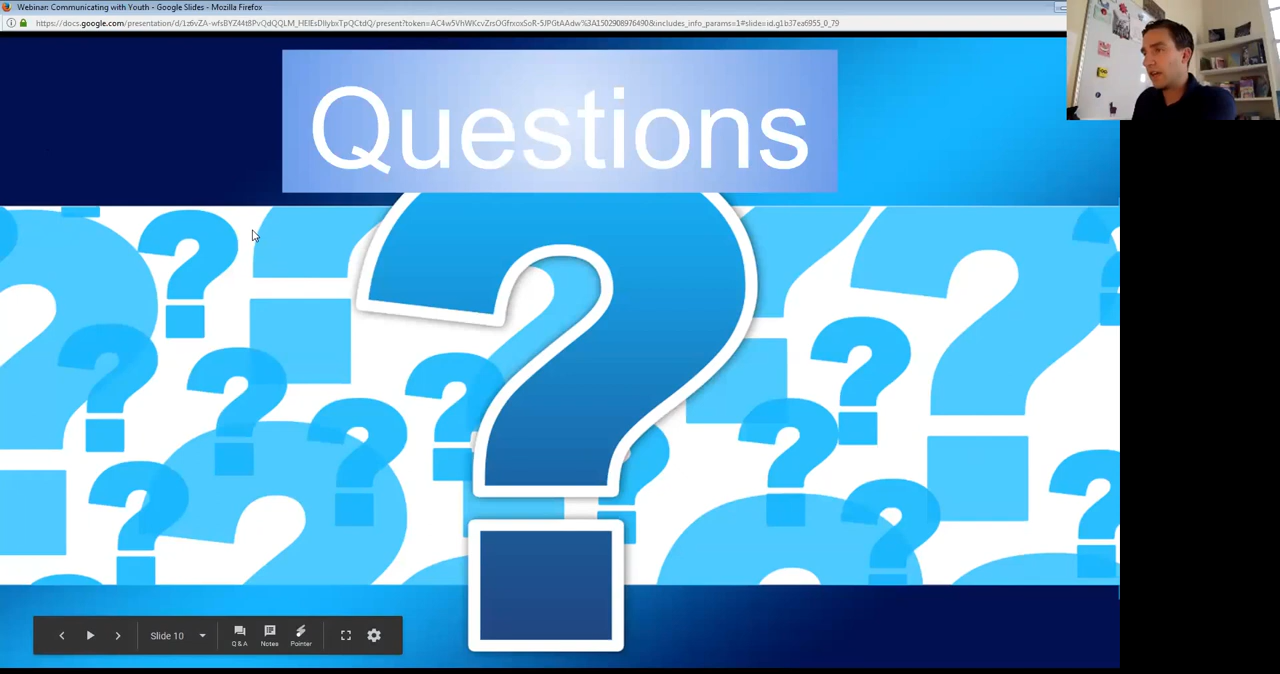 Webinar: Communicating with Youth - Google Slides - Mozilla Firefox
Questions
?
Slide 10
Q & A
Notes
Pointer